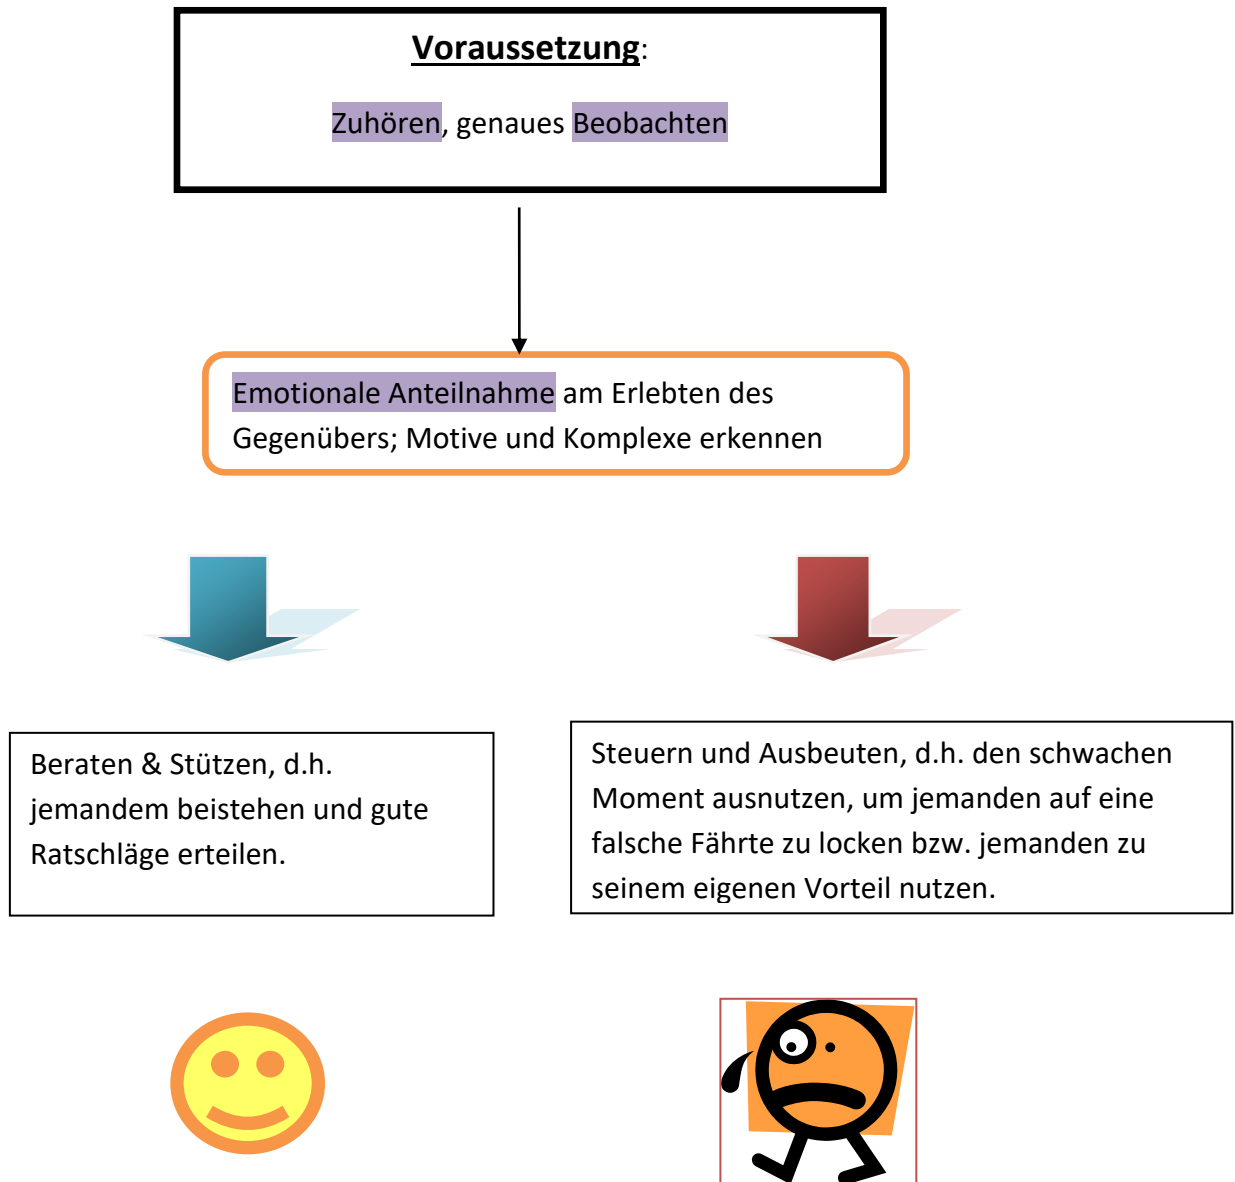 Voraussetzung:
Zuhören, genaues Beobachten
Emotionale Anteilnahme am Erlebten des
Gegenübers; Motive und Komplexe erkennen
Beraten & Stützen, d.h.
jemandem beistehen und gute
Ratschläge erteilen.
Steuern und Ausbeuten, d.h. den schwachen
Moment ausnutzen, um jemanden auf eine
falsche Fährte zu locken bzw. jemanden zu
seinem eigenen Vorteil nutzen.